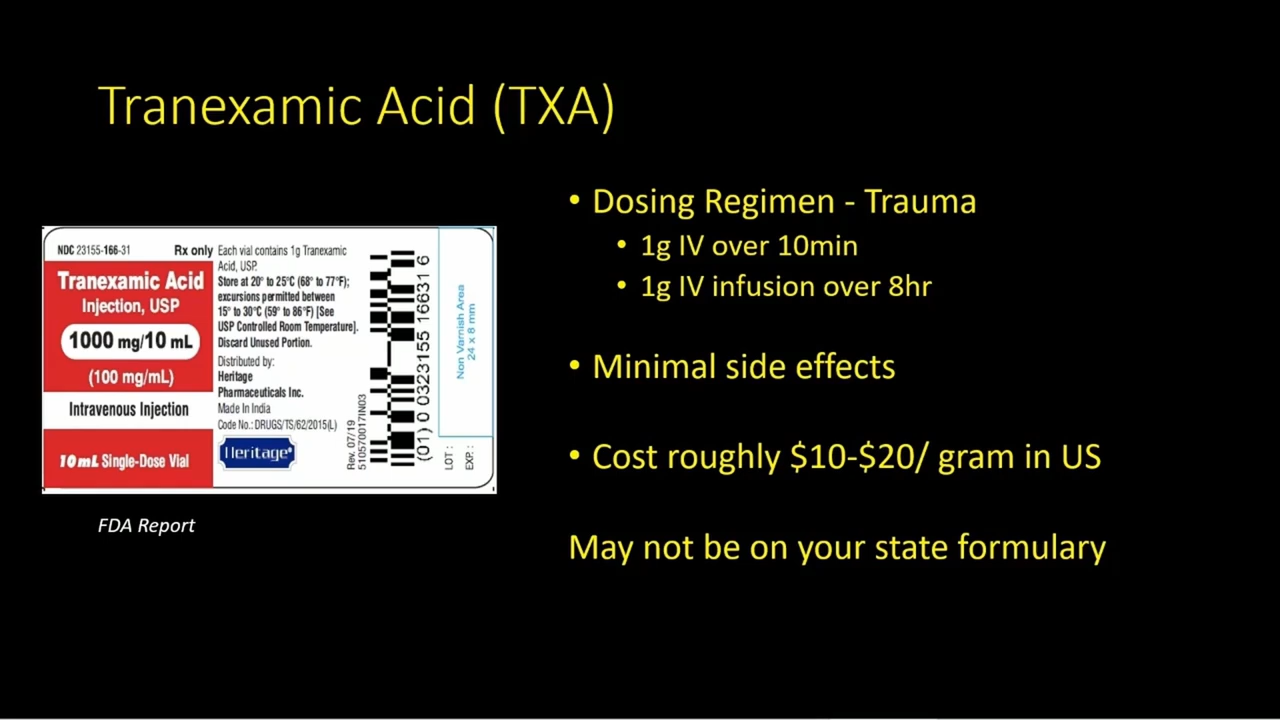 Tranexamic Acid (TXA)
NDC 23155-166-31 Rx only
Tranexamic Acid
Injection, USP
1000 mg/10 mL
(100 mg/mL)
Intravenous Injection
10 mL Single-Dose Vial
Each vial contains 1g Tranexamic
Acid, USP.
Store at 20° to 25°C (68° to 77°F);
excursions permitted between
15° to 30°C (59° to 86°F) [See
USP Controlled Room Temperature].
Discard Unused Portion.
Distributed by:
Heritage
Pharmaceuticals Inc.
Made In India
Code No.: DRUGS/TS/62/2015(L)
Heritage
Rev. 07/19
510570017IN03
(01) 0 0323155 16631 6
Non Varnish Area
24 x 8 mm
LOT :
EXP. :
FDA Report
• Dosing Regimen - Trauma
• 1g IV over 10min
• 1g IV infusion over 8hr
• Minimal side effects
• Cost roughly $10-$20/ gram in US
May not be on your state formulary